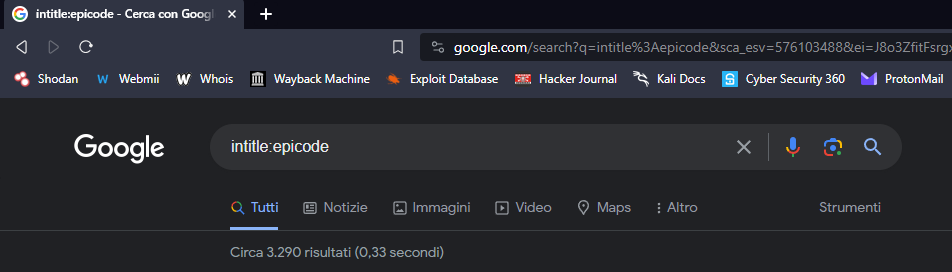 intitle:epicode - Cerca con Googl
google.com/search?q=intitle%3Aepicode&sca_esv=576103488&ei=J8o3ZfitFsrgx
Shodan Webmii Whois Wayback Machine Exploit Database Hacker Journal Kali Docs Cyber Security 360 ProtonMail
Google intitle:epicode
Tutti Notizie Immagini Video Maps Altro Strumenti
Circa 3.290 risultati (0,33 secondi)